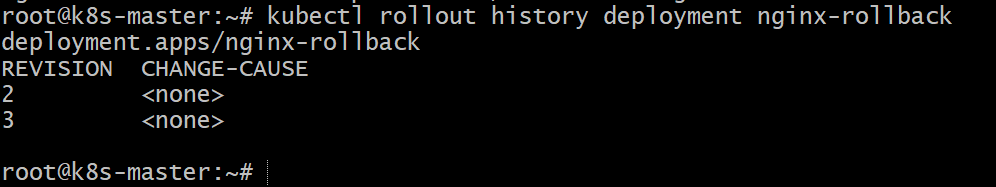 root@k8s-master:~# kubectl rollout history deployment nginx-rollback
deployment.apps/nginx-rollback
REVISION  CHANGE-CAUSE
2         <none>
3         <none>
root@k8s-master:~#